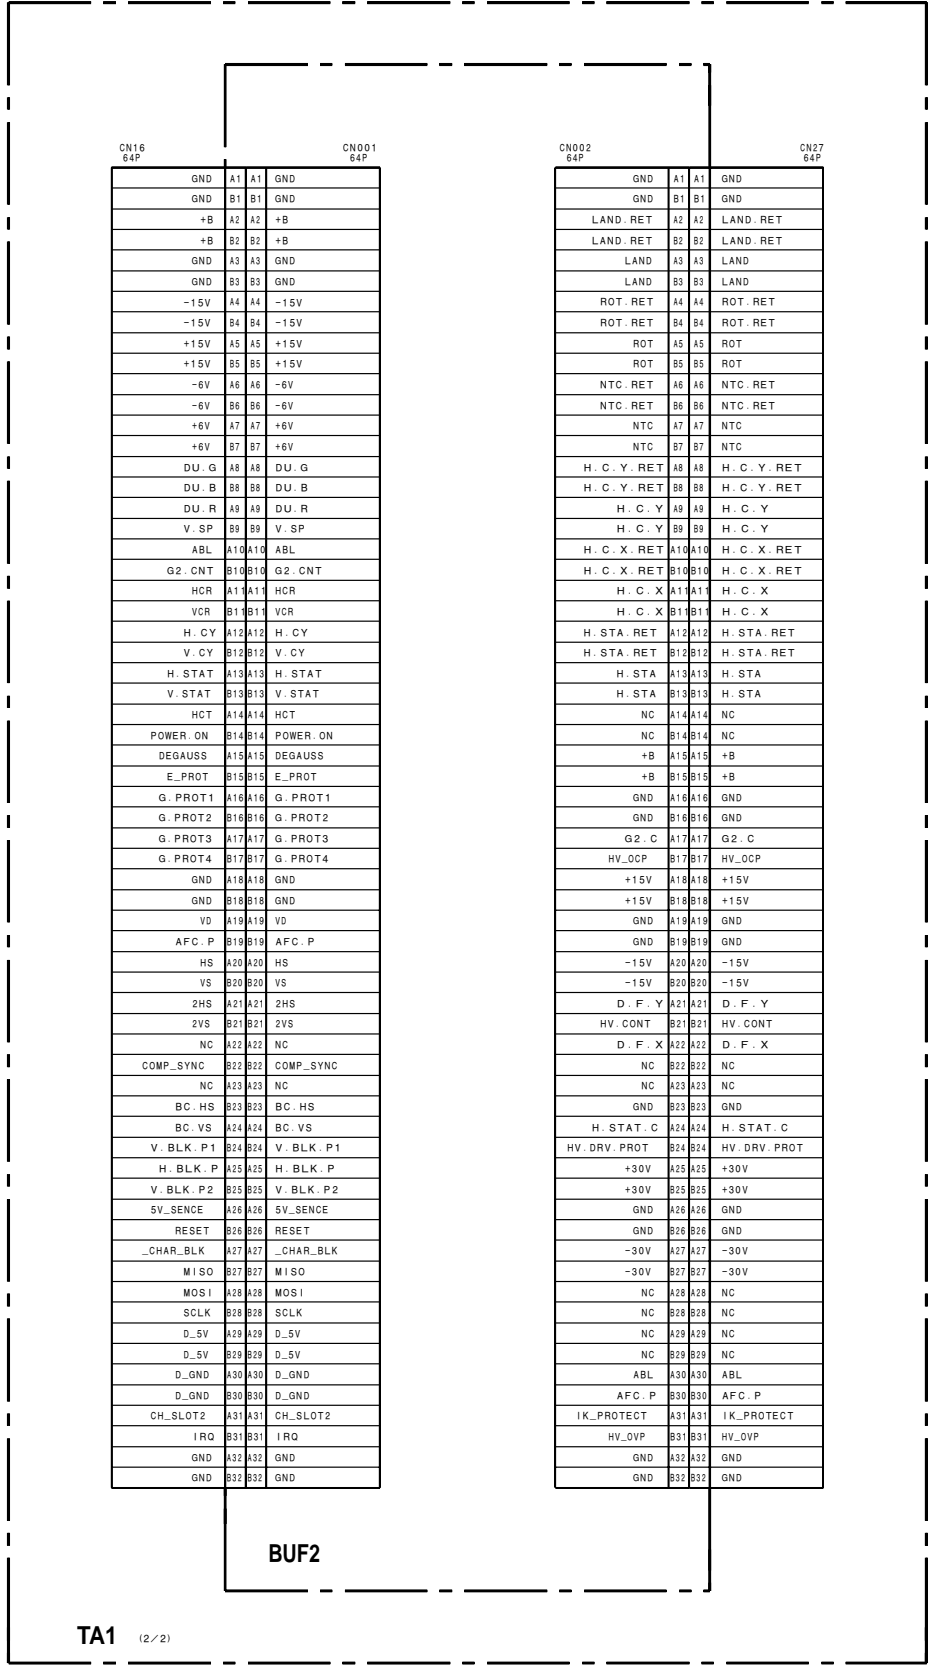 CN16 CN001 CN002 CN27
64P 64P 64P 64P
GND A1 A1 GND GND A1 A1 GND
GND B1 B1 GND GND B1 B1 GND
+B A2 A2 +B LAND.RET A2 A2 LAND.RET
+B B2 B2 +B LAND.RET B2 B2 LAND.RET
GND A3 A3 GND LAND A3 A3 LAND
GND B3 B3 GND LAND B3 B3 LAND
-15V A4 A4 -15V ROT.RET A4 A4 ROT.RET
-15V B4 B4 -15V ROT.RET B4 B4 ROT.RET
+15V A5 A5 +15V ROT A5 A5 ROT
+15V B5 B5 +15V ROT B5 B5 ROT
-6V A6 A6 -6V NTC.RET A6 A6 NTC.RET
-6V B6 B6 -6V NTC.RET B6 B6 NTC.RET
+6V A7 A7 +6V NTC A7 A7 NTC
+6V B7 B7 +6V NTC B7 B7 NTC
DU.G A8 A8 DU.G H.C.Y.RET A8 A8 H.C.Y.RET
DU.B B8 B8 DU.B H.C.Y.RET B8 B8 H.C.Y.RET
DU.R A9 A9 DU.R H.C.Y A9 A9 H.C.Y
V.SP B9 B9 V.SP H.C.Y B9 B9 H.C.Y
ABL A10 A10 ABL H.C.X.RET A10 A10 H.C.X.RET
G2.CNT B10 B10 G2.CNT H.C.X.RET B10 B10 H.C.X.RET
HCR A11 A11 HCR H.C.X A11 A11 H.C.X
VCR B11 B11 VCR H.C.X B11 B11 H.C.X
H.CY A12 A12 H.CY H.STA.RET A12 A12 H.STA.RET
V.CY B12 B12 V.CY H.STA.RET B12 B12 H.STA.RET
H.STAT A13 A13 H.STAT H.STA A13 A13 H.STA
V.STAT B13 B13 V.STAT H.STA B13 B13 H.STA
HCT A14 A14 HCT NC A14 A14 NC
POWER.ON B14 B14 POWER.ON NC B14 B14 NC
DEGAUSS A15 A15 DEGAUSS +B A15 A15 +B
E_PROT B15 B15 E_PROT +B B15 B15 +B
G.PROT1 A16 A16 G.PROT1 GND A16 A16 GND
G.PROT2 B16 B16 G.PROT2 GND B16 B16 GND
G.PROT3 A17 A17 G.PROT3 G2.C A17 A17 G2.C
G.PROT4 B17 B17 G.PROT4 HV_OCP B17 B17 HV_OCP
GND A18 A18 GND +15V A18 A18 +15V
GND B18 B18 GND +15V B18 B18 +15V
VD A19 A19 VD GND A19 A19 GND
AFC.P B19 B19 AFC.P GND B19 B19 GND
HS A20 A20 HS -15V A20 A20 -15V
VS B20 B20 VS -15V B20 B20 -15V
2HS A21 A21 2HS D.F.Y A21 A21 D.F.Y
2VS B21 B21 2VS HV.CONT B21 B21 HV.CONT
NC A22 A22 NC D.F.X A22 A22 D.F.X
COMP_SYNC B22 B22 COMP_SYNC NC B22 B22 NC
NC A23 A23 NC NC A23 A23 NC
BC.HS B23 B23 BC.HS GND B23 B23 GND
BC.VS A24 A24 BC.VS H.STAT.C A24 A24 H.STAT.C
V.BLK.P1 B24 B24 V.BLK.P1 HV.DRV.PROT B24 B24 HV.DRV.PROT
H.BLK.P A25 A25 H.BLK.P +30V A25 A25 +30V
V.BLK.P2 B25 B25 V.BLK.P2 +30V B25 B25 +30V
5V_SENCE A26 A26 5V_SENCE GND A26 A26 GND
RESET B26 B26 RESET GND B26 B26 GND
_CHAR_BLK A27 A27 _CHAR_BLK -30V A27 A27 -30V
MISO B27 B27 MISO -30V B27 B27 -30V
MOSI A28 A28 MOSI NC A28 A28 NC
SCLK B28 B28 SCLK NC B28 B28 NC
D_5V A29 A29 D_5V NC A29 A29 NC
D_5V B29 B29 D_5V NC B29 B29 NC
D_GND A30 A30 D_GND ABL A30 A30 ABL
D_GND B30 B30 D_GND AFC.P B30 B30 AFC.P
CH_SLOT2 A31 A31 CH_SLOT2 IK_PROTECT A31 A31 IK_PROTECT
IRQ B31 B31 IRQ HV_OVP B31 B31 HV_OVP
GND A32 A32 GND GND A32 A32 GND
GND B32 B32 GND GND B32 B32 GND
BUF2
TA1 (2/2)